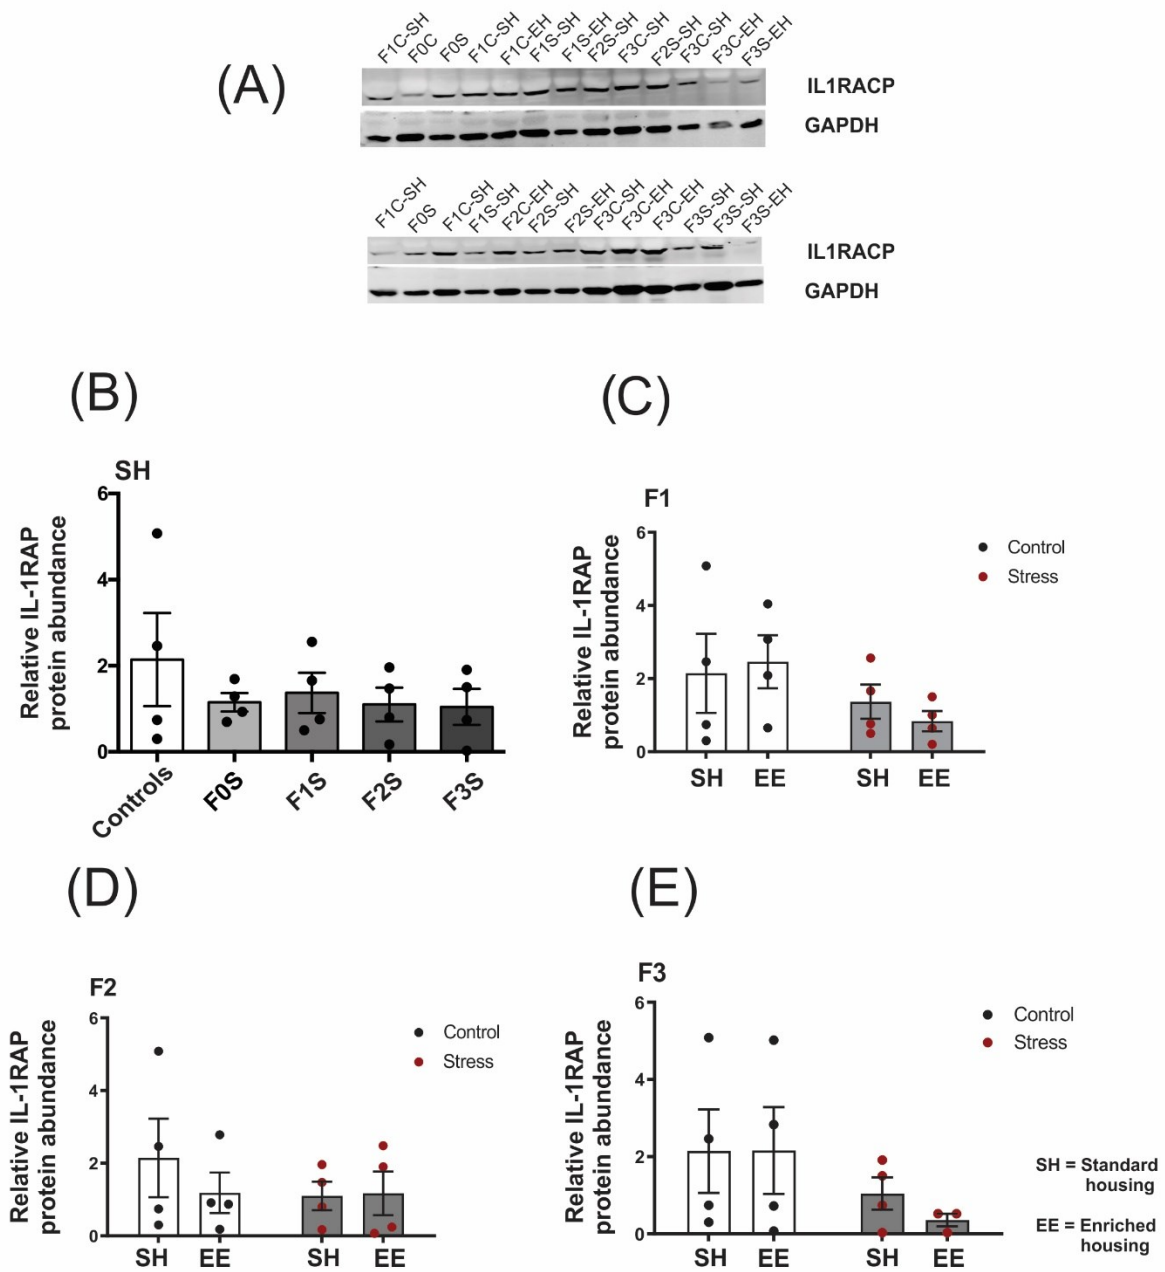 (A)
F1C-SH F0C F0S F1C-SH F1C-EH F1S-SH F1S-EH F2S-SH F3C-SH F2S-SH F3C-SH F3C-EH F3S-EH
IL1RACP
GAPDH
F1C-SH F0S F1C-SH F1S-SH F2C-EH F2S-SH F2S-EH F3C-SH F3C-EH F3C-EH F3S-SH F3S-SH F3S-EH
IL1RACP
GAPDH
(B)
SH
Relative IL-1RAP
protein abundance
6
4
2
0
Controls F0S F1S F2S F3S
(C)
F1
Relative IL-1RAP
protein abundance
6
4
2
0
SH EE SH EE
Control
Stress
(D)
F2
Relative IL-1RAP
protein abundance
6
4
2
0
SH EE SH EE
Control
Stress
(E)
F3
Relative IL-1RAP
protein abundance
6
4
2
0
SH EE SH EE
Control
Stress
SH = Standard
housing
EE = Enriched
housing